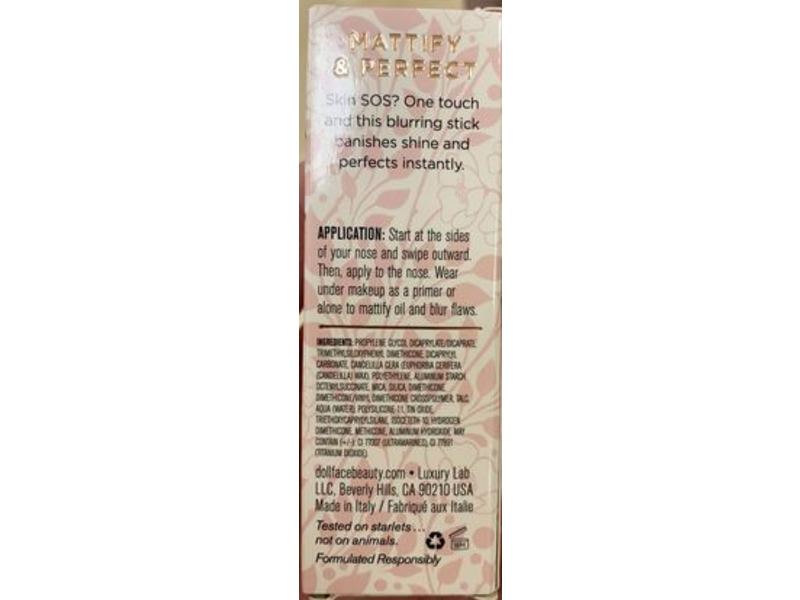 MATTIFY
& PERFECT
Skin SOS? One touch
and this blurring stick
banishes shine and
perfects instantly.
APPLICATION: Start at the sides
of your nose and swipe outward.
Then, apply to the nose. Wear
under makeup as a primer or
alone to mattify oil and blur flaws.
INGREDIENTS: PROPYLENE GLYCOL DICAPRYLATE/DICAPRATE,
TRIMETHYLSILOXYPHENYL DIMETHICONE, DICAPRYLYL
CARBONATE, CANDELILLA CERA (EUPHORBIA CERIFERA
(CANDELILLA) WAX), POLYETHYLENE, ALUMINUM STARCH
OCTENYLSUCCINATE, MICA, SILICA, DIMETHICONE,
DIMETHICONE/VINYL DIMETHICONE CROSSPOLYMER, TALC,
AQUA (WATER), POLYSILICONE-11, TIN OXIDE,
TRIETHOXYCAPRYLYLSILANE, ISOCETETH-10, HYDROGEN
DIMETHICONE, METHICONE, ALUMINUM HYDROXIDE. MAY
CONTAIN (+/-): CI 77007 (ULTRAMARINES), CI 77891
(TITANIUM DIOXIDE).
dollfacebeauty.com • Luxury Lab
LLC, Beverly Hills, CA 90210 USA
Made in Italy / Fabriqué aux Italie
Tested on starlets...
not on animals.
Formulated Responsibly